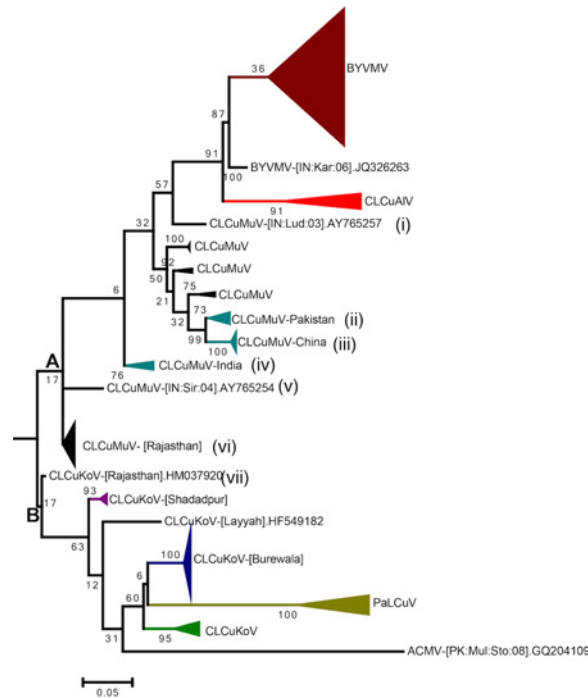 36
BYVMV
87
91
100
BYVMV-[IN:Kar:06].JQ326263
57
91
CLCuAlV
32
CLCuMuV-[IN:Lud:03].AY765257 (i)
100
CLCuMuV
92
50
CLCuMuV
6
21
75
CLCuMuV
32
73
CLCuMuV-Pakistan (ii)
99
100
CLCuMuV-China (iii)
A
76
CLCuMuV-India (iv)
17
CLCuMuV-[IN:Sir:04].AY765254 (v)
CLCuMuV- [Rajasthan] (vi)
CLCuKoV-[Rajasthan].HM037920 (vii)
B
17
93
CLCuKoV-[Shadadpur]
63
CLCuKoV-[Layyah].HF549182
12
100
CLCuKoV-[Burewala]
6
60
100
PaLCuV
31
95
CLCuKoV
ACMV-[PK:Mul:Sto:08].GQ204109
0.05